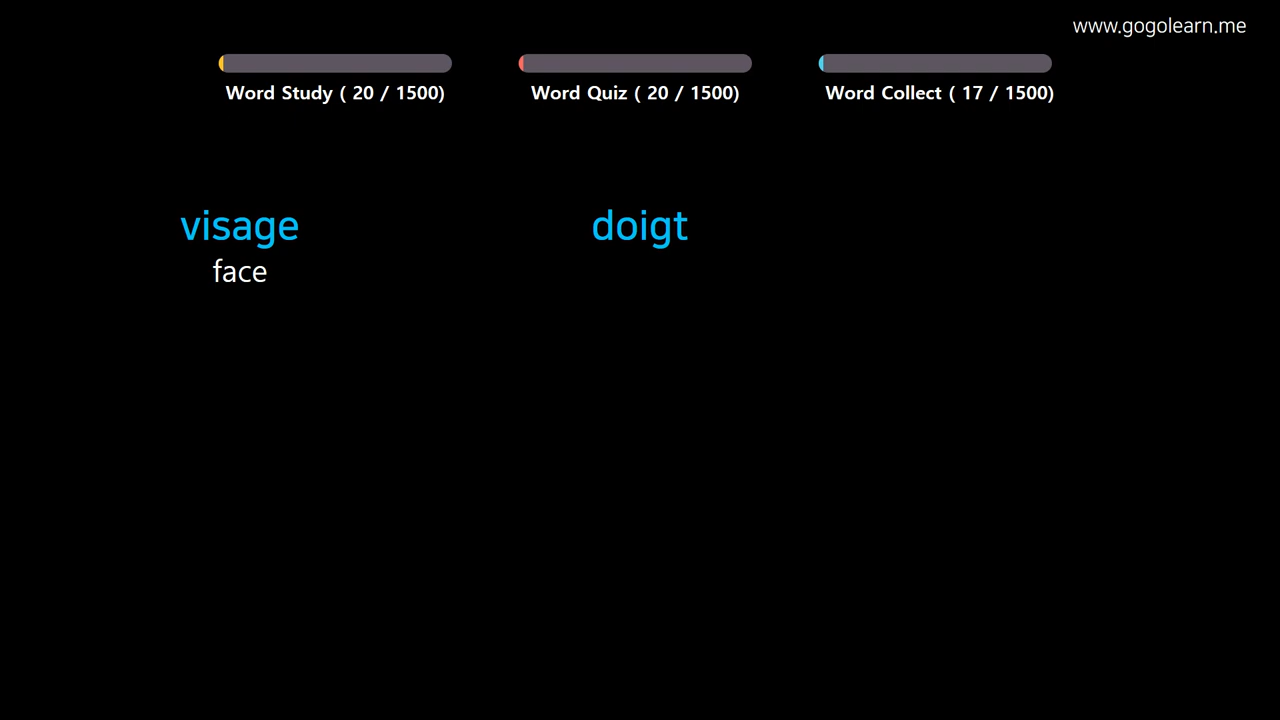 www.gogolearn.me
Word Study ( 20 / 1500)
Word Quiz ( 20 / 1500)
Word Collect ( 17 / 1500)
visage
face
doigt